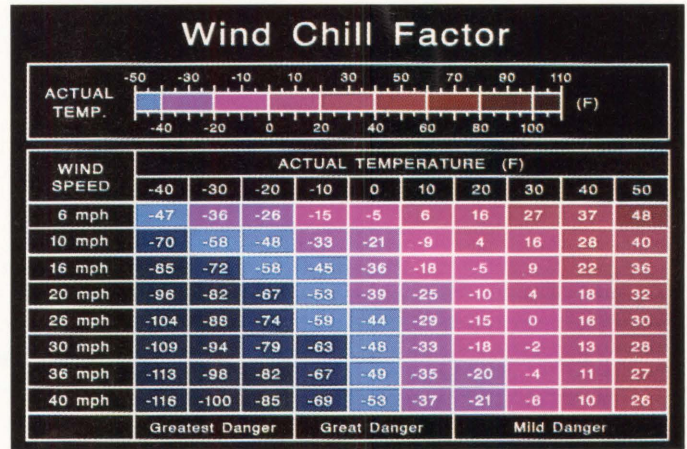 Wind Chill Factor
-50 -30 -10 10 30 50 70 90 110
ACTUAL TEMP. (F)
-40 -20 0 20 40 60 80 100
WIND SPEED ACTUAL TEMPERATURE (F)
-40 -30 -20 -10 0 10 20 30 40 50
6 mph -47 -36 -26 -15 -5 6 16 27 37 48
10 mph -70 -58 -48 -33 -21 -9 4 16 28 40
16 mph -85 -72 -58 -45 -36 -18 -5 9 22 36
20 mph -96 -82 -67 -53 -39 -25 -10 4 18 32
26 mph -104 -88 -74 -59 -44 -29 -15 0 16 30
30 mph -109 -94 -79 -63 -48 -33 -18 -2 13 28
36 mph -113 -98 -82 -67 -49 -35 -20 -4 11 27
40 mph -116 -100 -85 -69 -53 -37 -21 -6 10 26
Greatest Danger Great Danger Mild Danger